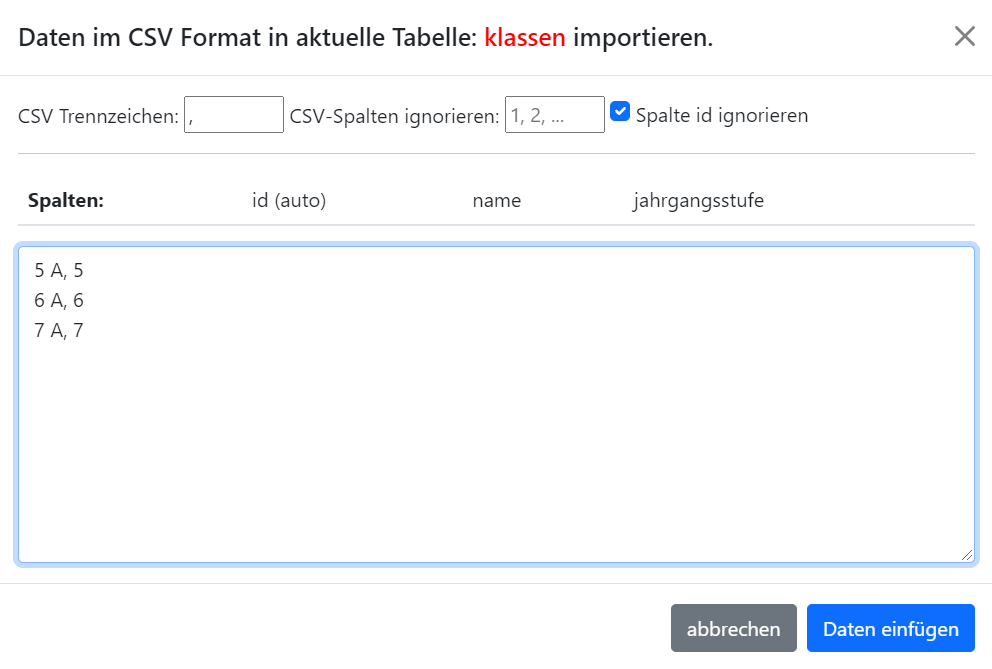 Daten im CSV Format in aktuelle Tabelle: klassen importieren.
CSV Trennzeichen: , CSV-Spalten ignorieren: 1, 2, ... Spalte id ignorieren
Spalten: id (auto) name jahrgangsstufe
5 A, 5
6 A, 6
7 A, 7
abbrechen Daten einfügen